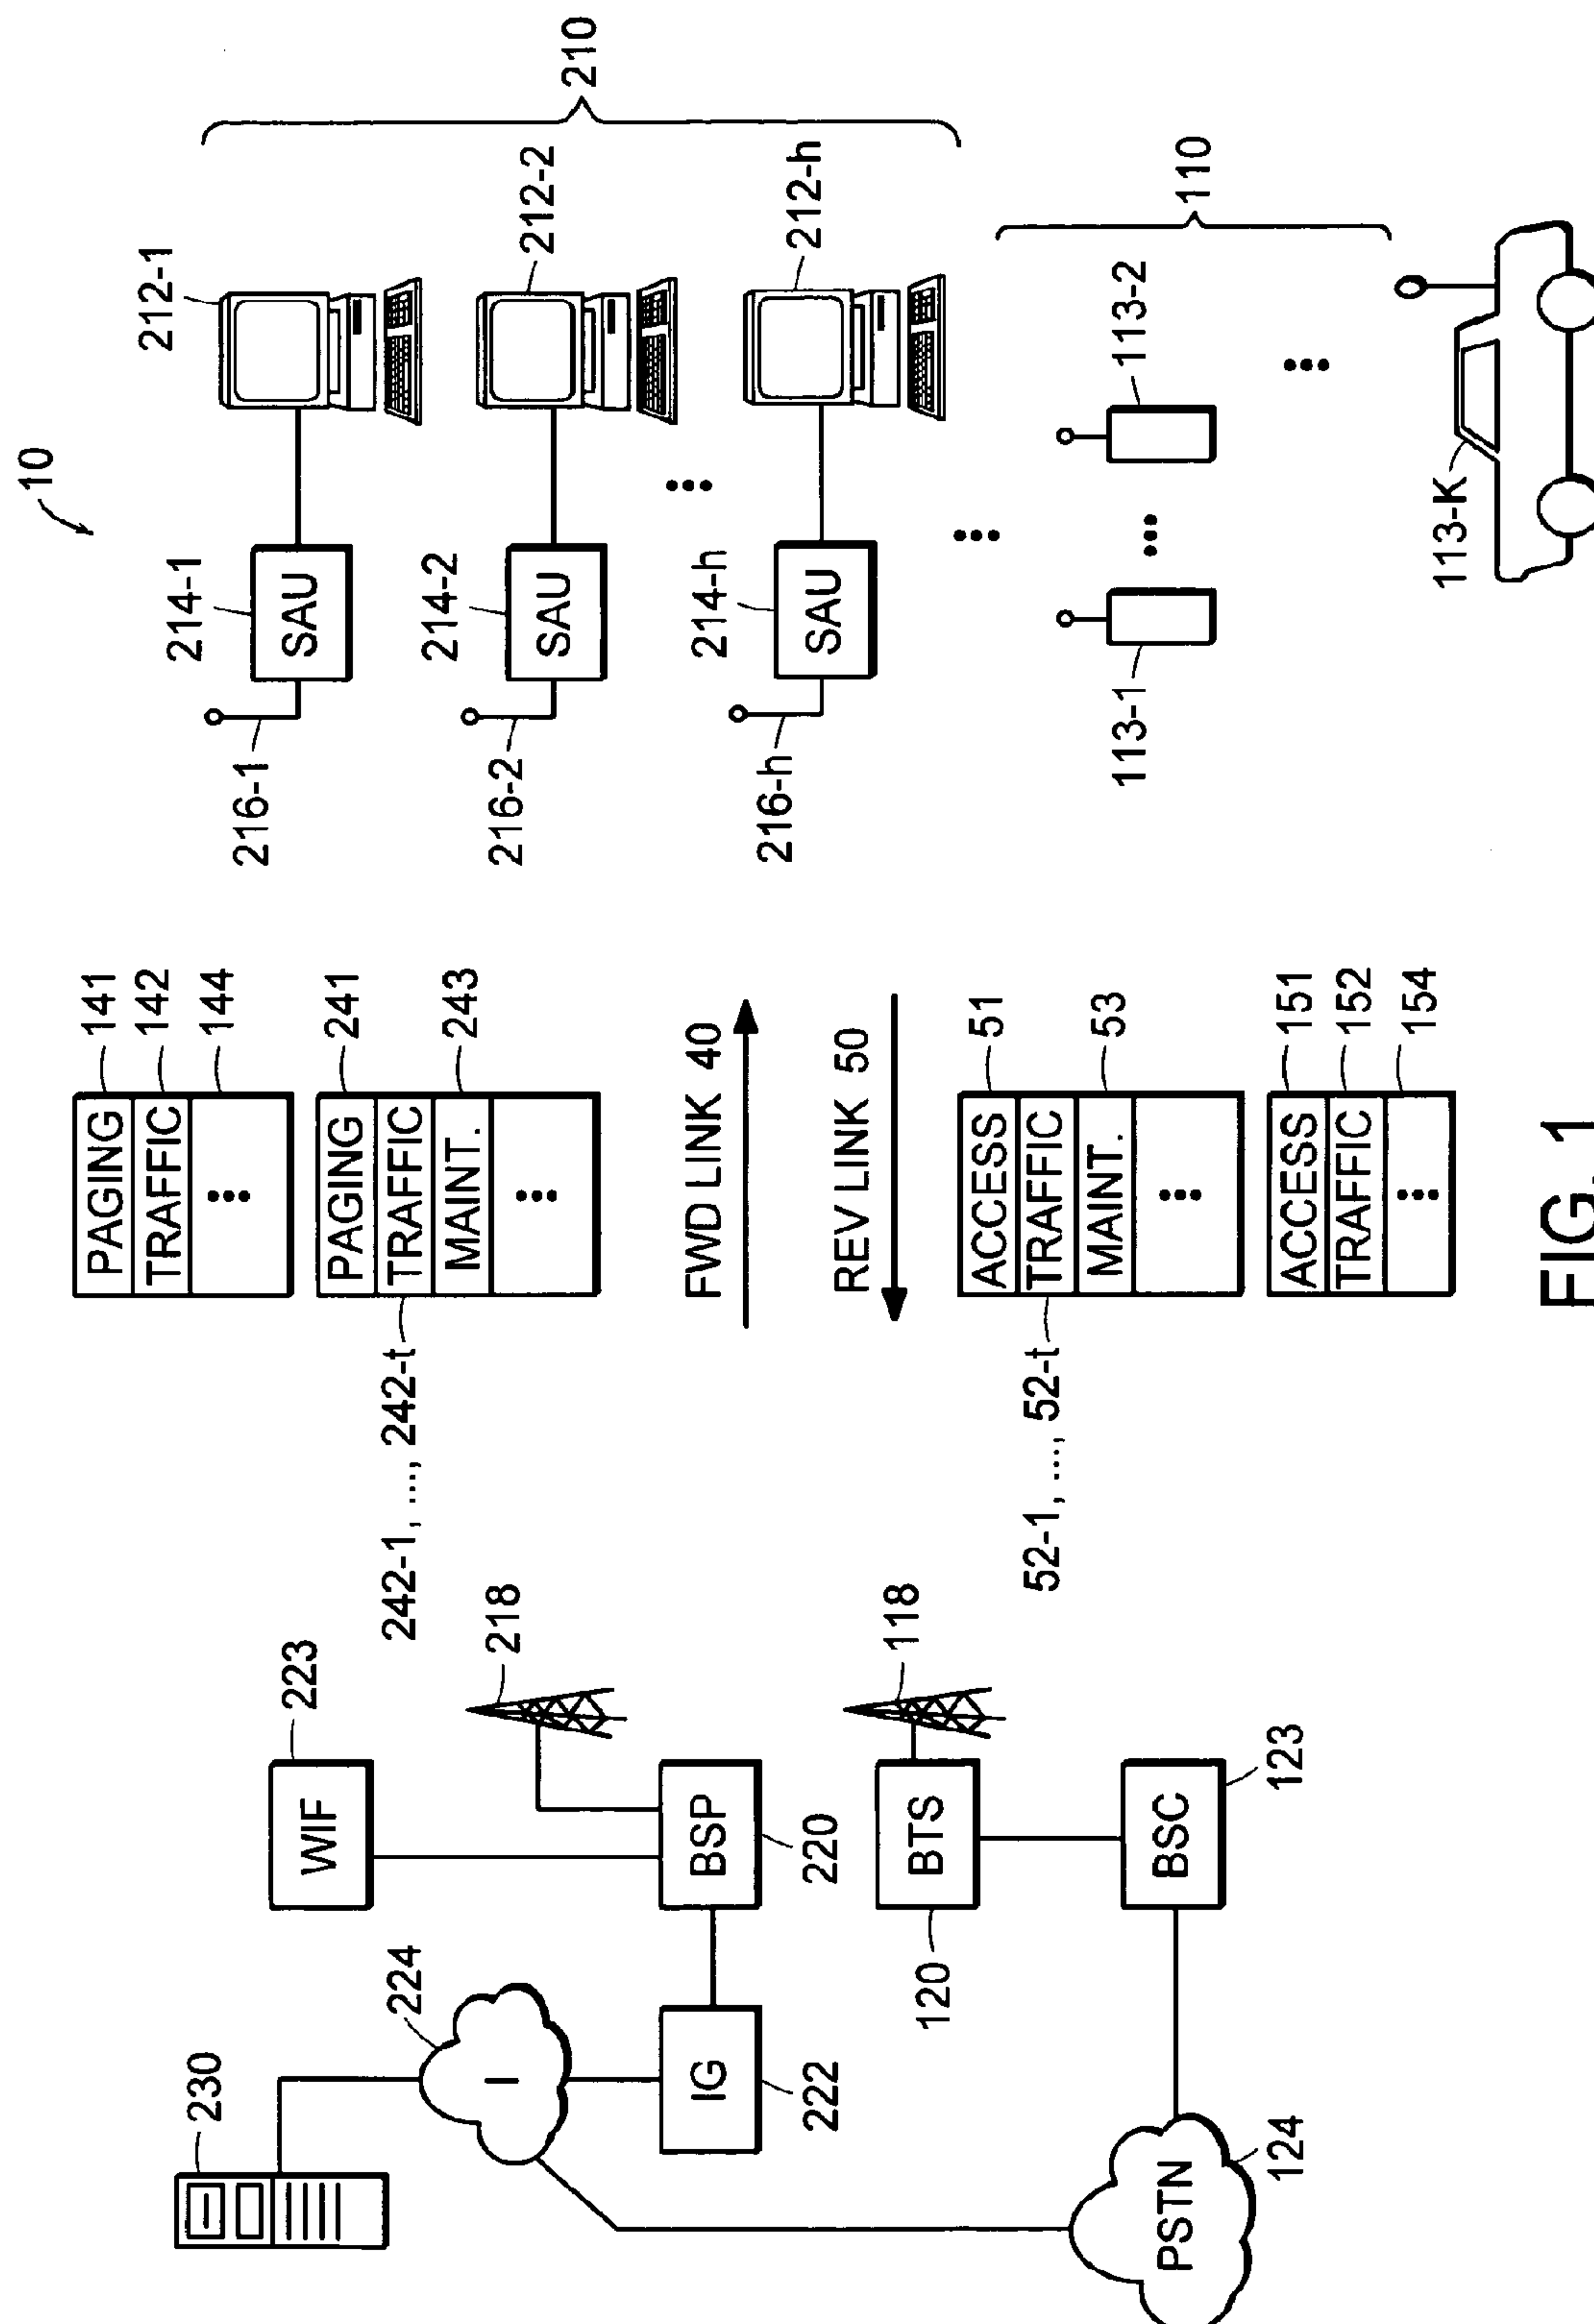 10
230
224
I
IG
222
PSTN
124
WIF
223
BSP
220
218
BTS
120
118
BSC
123
PAGING 141
TRAFFIC 142
144
PAGING 241
TRAFFIC
242-1, ..., 242-t
MAINT. 243
FWD LINK 40
REV LINK 50
ACCESS 51
TRAFFIC
52-1, ..., 52-t
MAINT. 53
ACCESS 151
TRAFFIC 152
154
216-1
214-1
SAU
212-1
216-2
214-2
SAU
212-2
216-h
214-h
SAU
212-h
210
113-1
113-2
110
113-K
FIG. 1